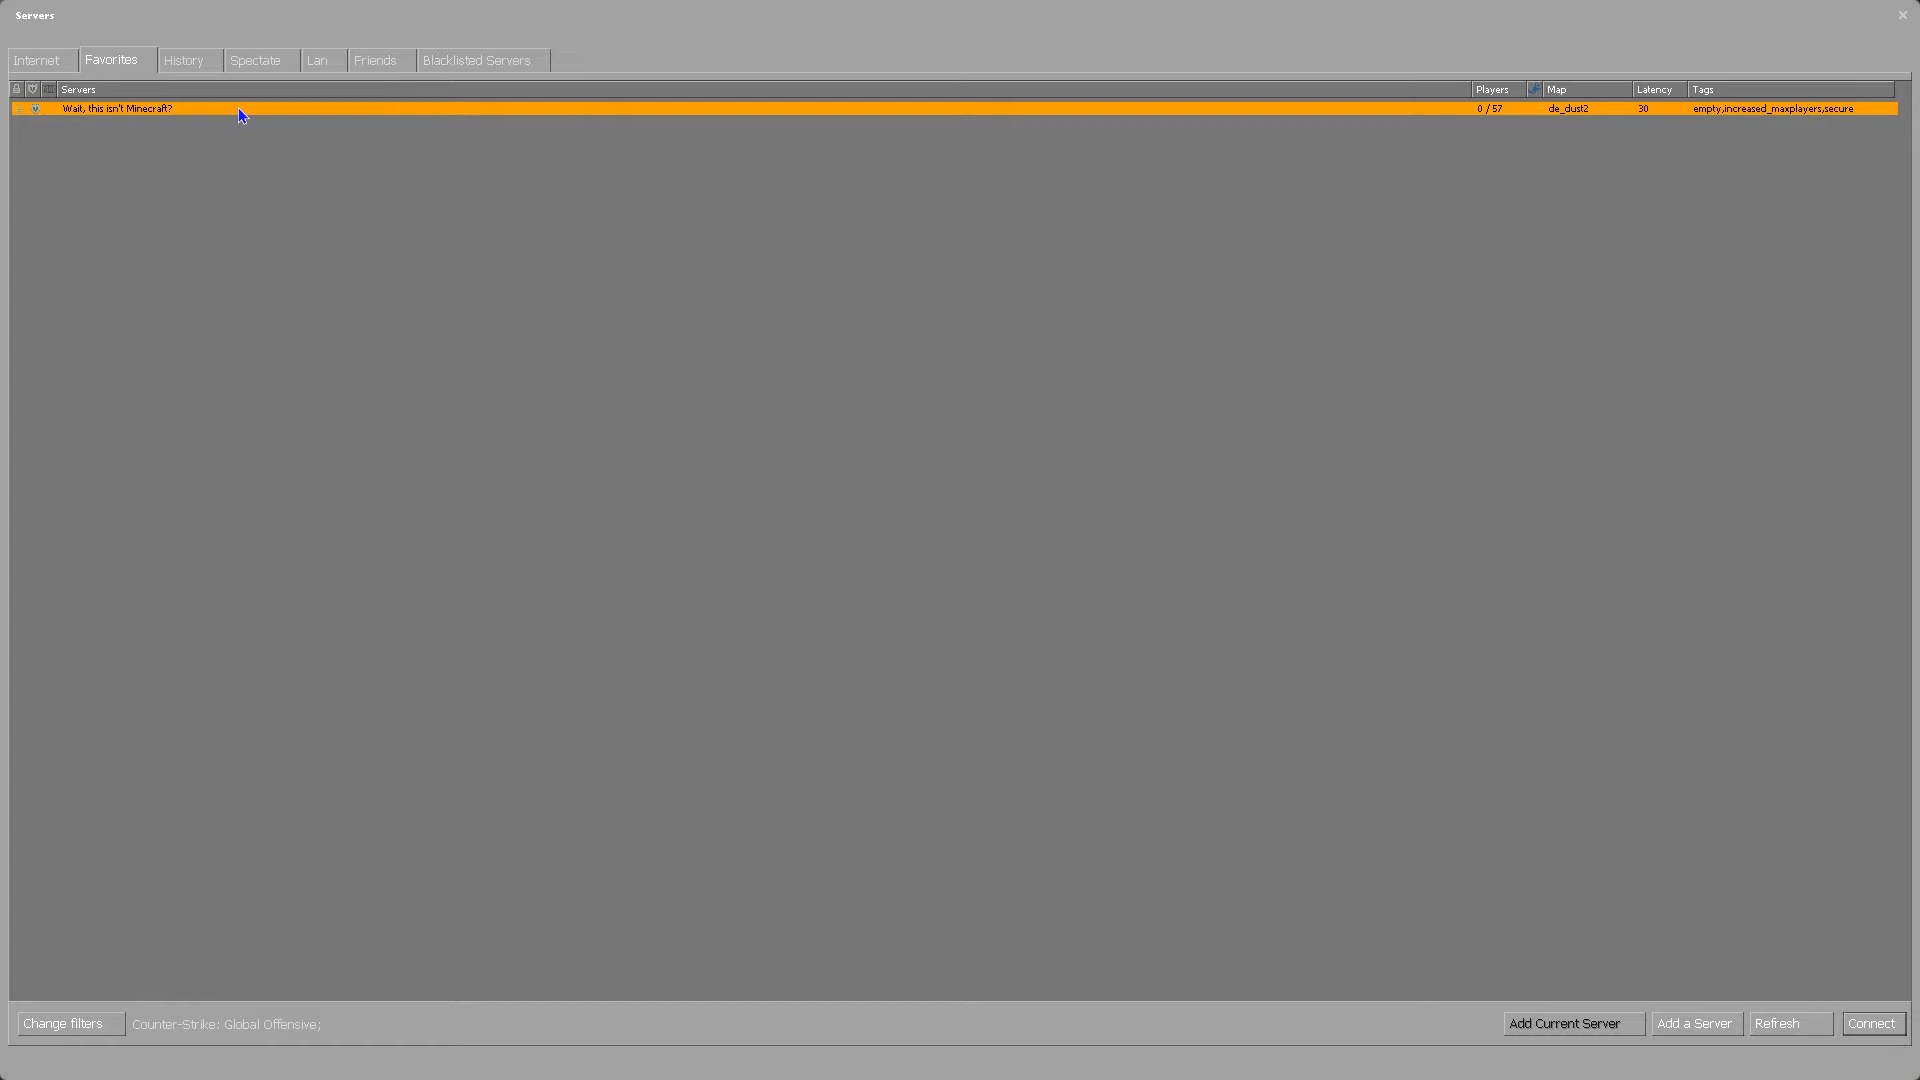 Servers
Internet Favorites History Spectate Lan Friends Blacklisted Servers
Servers Players Map Latency Tags
Wait, this isn't Minecraft? 0 / 57 de_dust2 30 empty,increased_maxplayers,secure
Change filters Counter-Strike: Global Offensive; Add Current Server Add a Server Refresh Connect